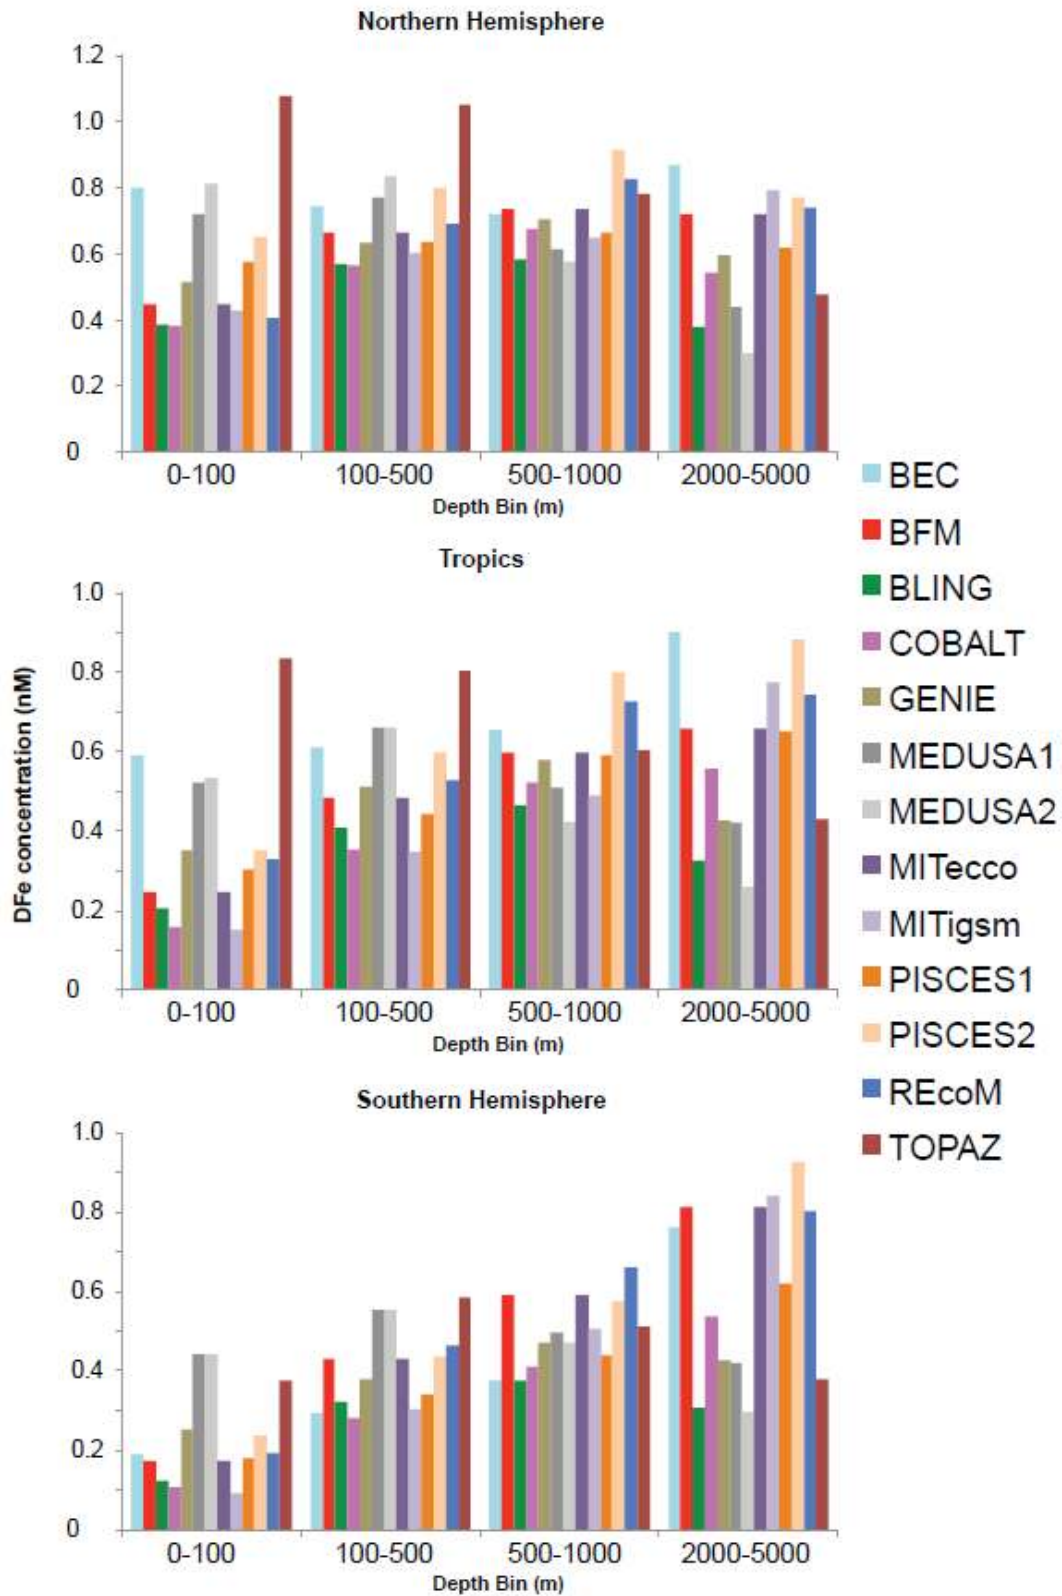 Northern Hemisphere
1.2
1.0
0.8
0.6
0.4
0.2
0
0-100 100-500 500-1000 2000-5000
Depth Bin (m)
Tropics
DFe concentration (nM)
1.0
0.8
0.6
0.4
0.2
0
0-100 100-500 500-1000 2000-5000
Depth Bin (m)
Southern Hemisphere
1.0
0.8
0.6
0.4
0.2
0
0-100 100-500 500-1000 2000-5000
Depth Bin (m)
BEC
BFM
BLING
COBALT
GENIE
MEDUSA1
MEDUSA2
MITecco
MITigsm
PISCES1
PISCES2
REcoM
TOPAZ